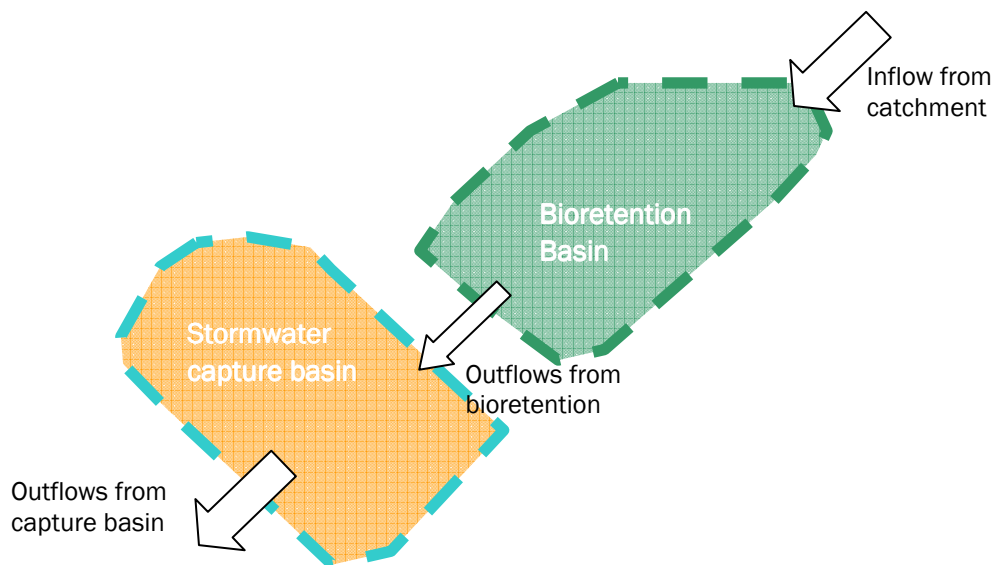 Inflow from
catchment
Bioretention
Basin
Stormwater
capture basin
Outflows from
bioretention
Outflows from
capture basin